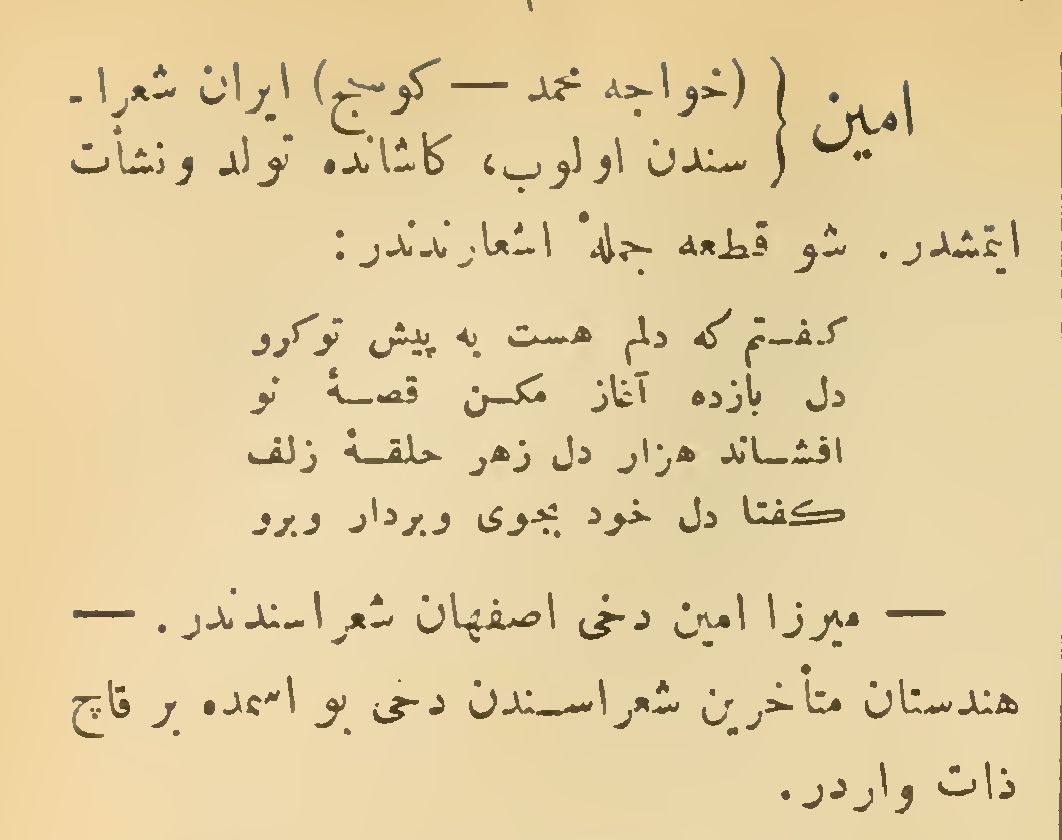 امین { (خواجه محمد — کوسج) ایران شعرا-
سندن اولوب، کاشانده تولد ونشأت
ایتمشدر. شو قطعه جملهٔ اشعارندندر:
کفتم که دلم هست به پیش توکرو
دل بازده آغاز مکن قصهٔ نو
افشاند هزار دل زهر حلقهٔ زلف
کفتا دل خود بجوی وبردار وبرو
— میرزا امین دخی اصفهان شعراسندندر. —
هندستان متأخرین شعراسندن دخی بو اسمده بر قاچ
ذات واردر.